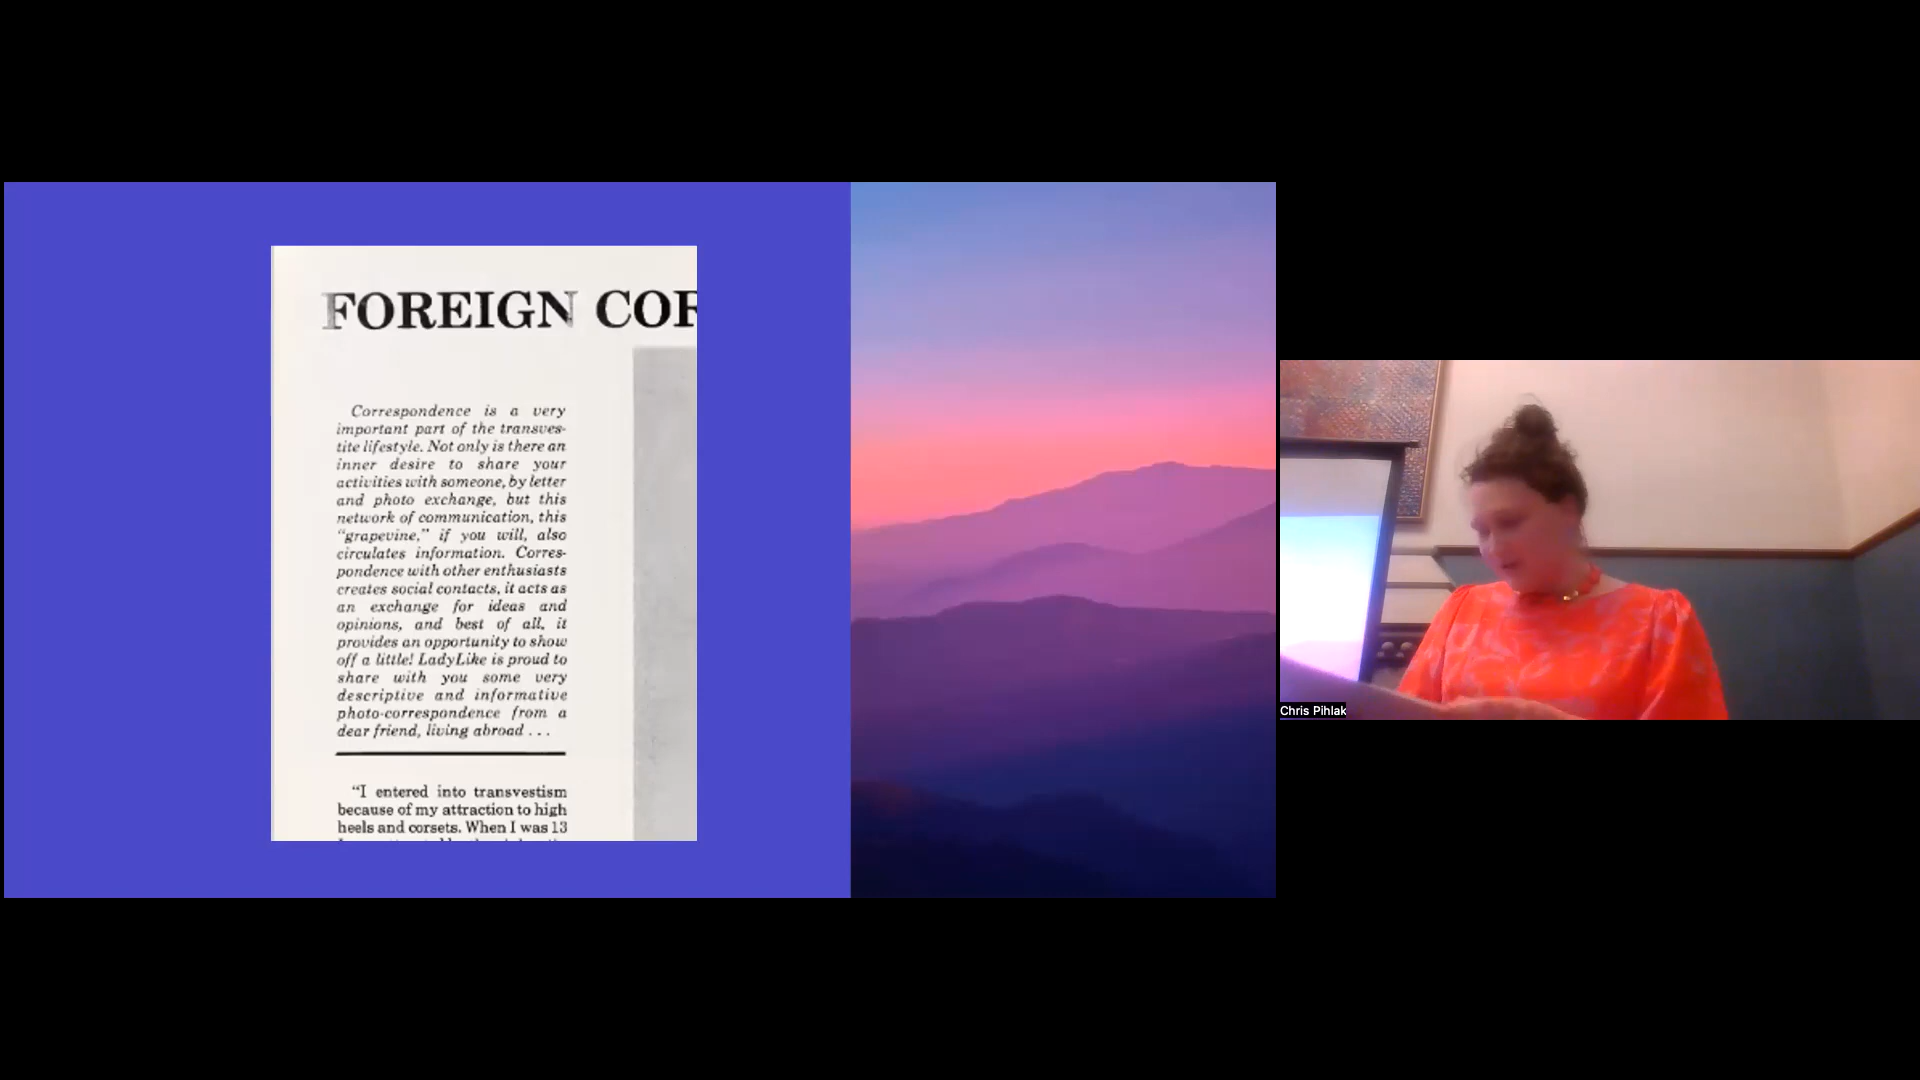 FOREIGN COR
Correspondence is a very
important part of the transves-
tite lifestyle. Not only is there an
inner desire to share your
activities with someone, by letter
and photo exchange, but this
network of communication, this
"grapevine," if you will, also
circulates information. Corres-
pondence with other enthusiasts
creates social contacts, it acts as
an exchange for ideas and
opinions, and best of all, it
provides an opportunity to show
off a little! LadyLike is proud to
share with you some very
descriptive and informative
photo-correspondence from a
dear friend, living abroad . . .
"I entered into transvestism
because of my attraction to high
heels and corsets. When I was 13
Chris Pihlak